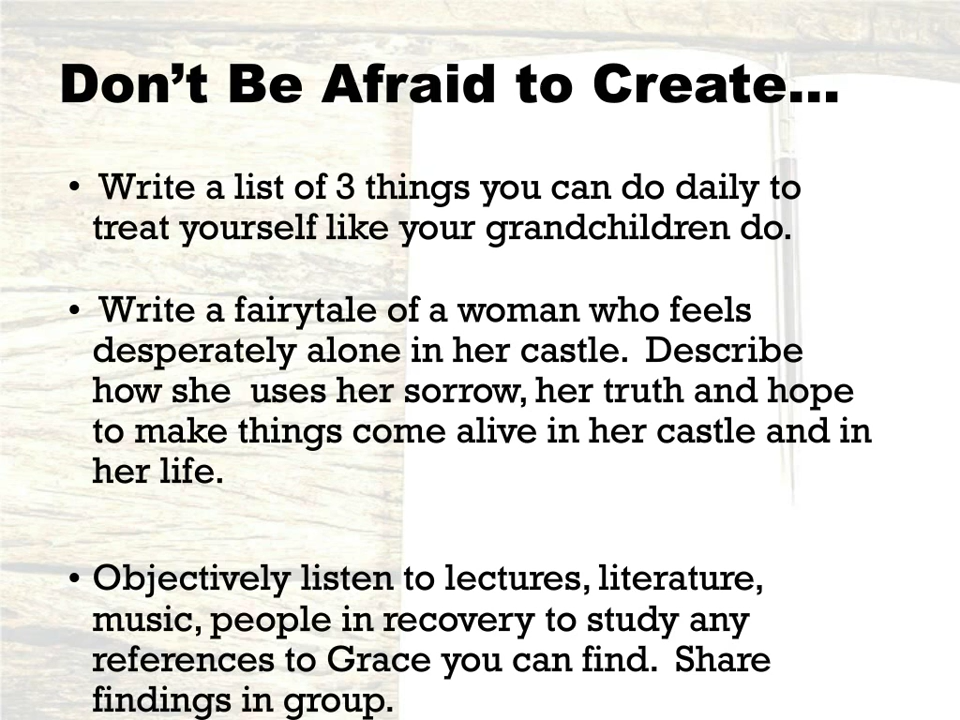 Don’t Be Afraid to Create…
• Write a list of 3 things you can do daily to
treat yourself like your grandchildren do.
• Write a fairytale of a woman who feels
desperately alone in her castle.  Describe
how she  uses her sorrow, her truth and hope
to make things come alive in her castle and in
her life.
• Objectively listen to lectures, literature,
music, people in recovery to study any
references to Grace you can find.  Share
findings in group.